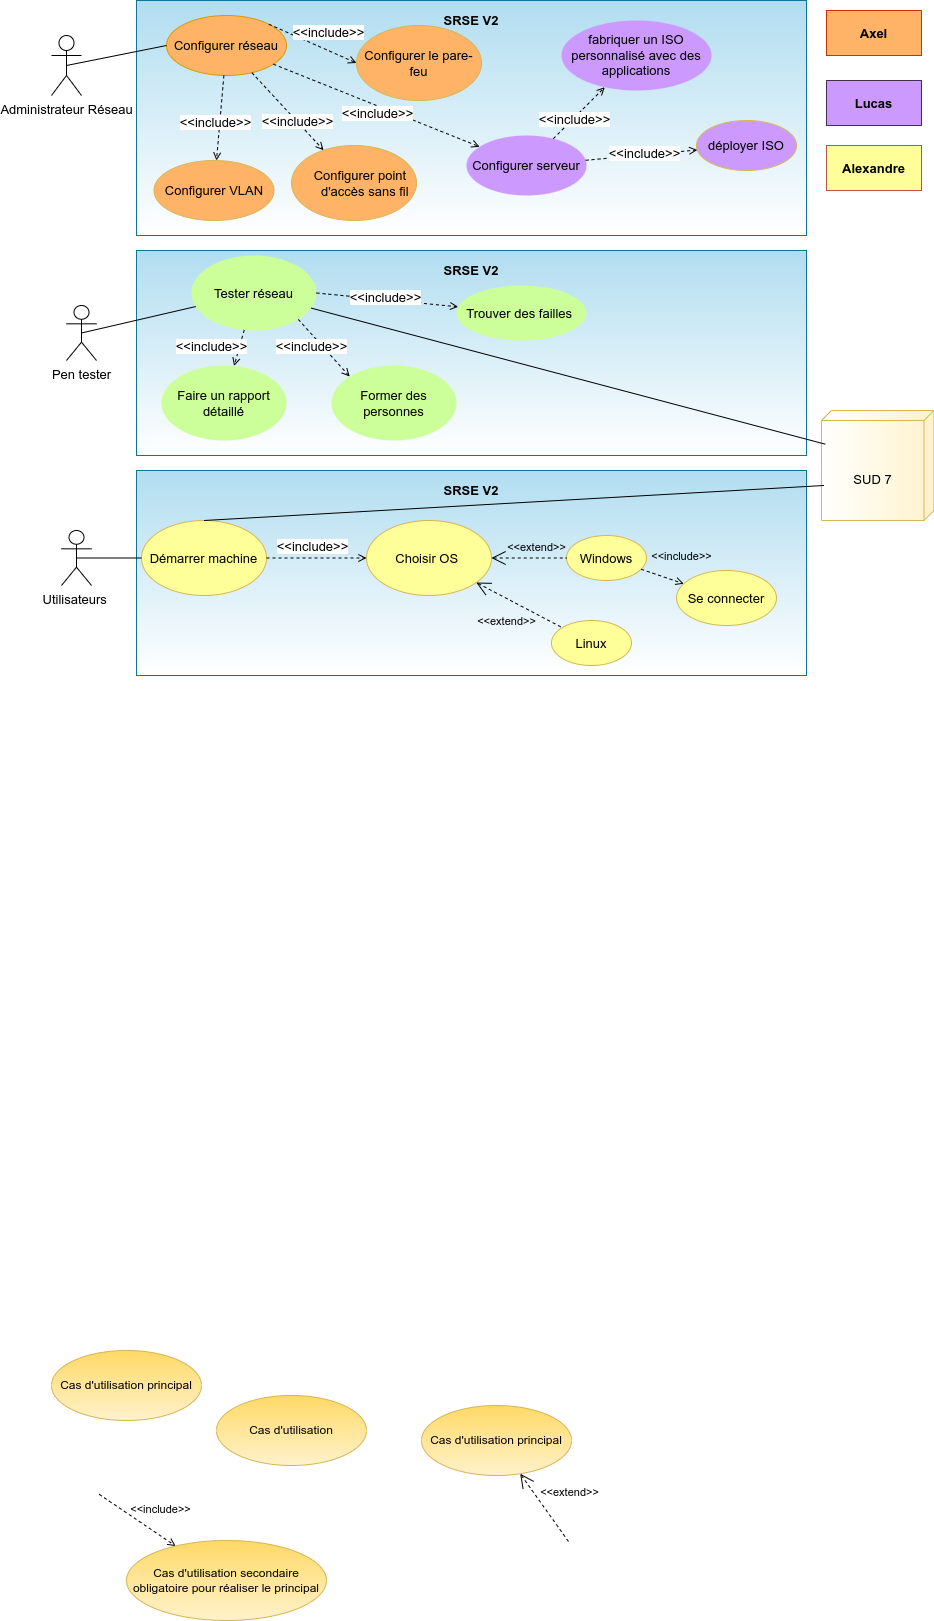 SRSE V2
Axel
Configurer réseau
<<include>>
Configurer le pare-
feu
fabriquer un ISO
personnalisé avec des
applications
Administrateur Réseau
Lucas
<<include>>
<<include>>
<<include>>
<<include>>
<<include>>
déployer ISO
Configurer VLAN
Configurer point
d'accès sans fil
Configurer serveur
Alexandre
SRSE V2
Tester réseau
<<include>>
Trouver des failles
Pen tester
<<include>>
<<include>>
Faire un rapport
détaillé
Former des
personnes
SUD 7
SRSE V2
Démarrer machine
<<include>>
Choisir OS
<<extend>>
Windows
<<include>>
Se connecter
Utilisateurs
<<extend>>
Linux
Cas d'utilisation principal
Cas d'utilisation
Cas d'utilisation principal
<<include>>
<<extend>>
Cas d'utilisation secondaire
obligatoire pour réaliser le principal